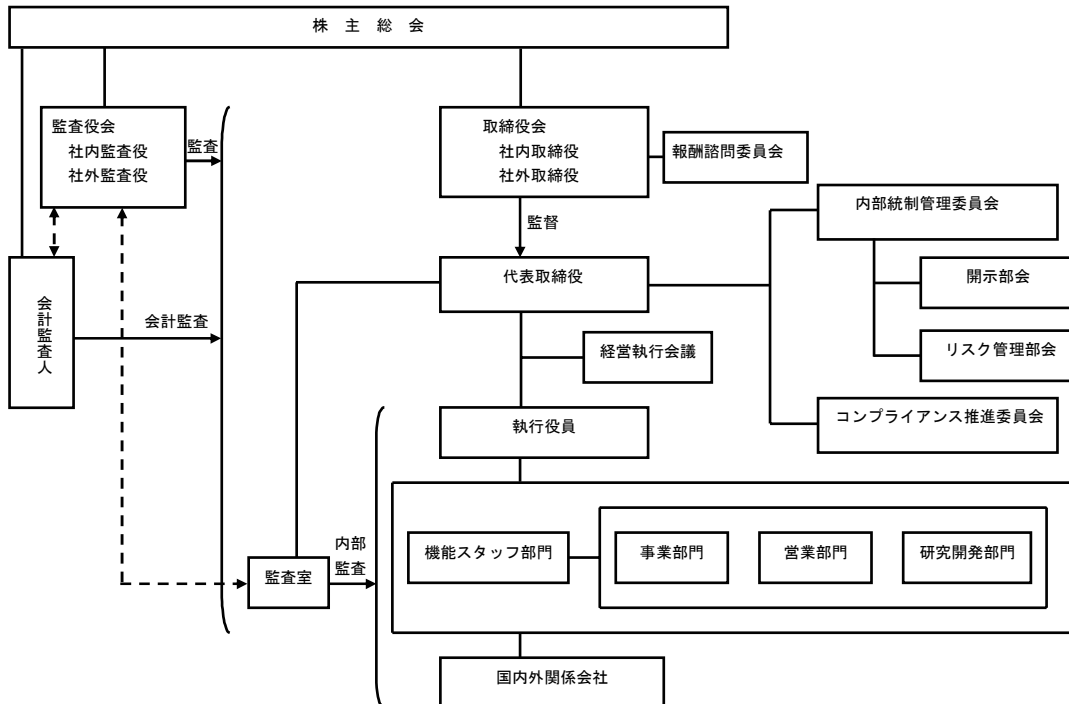 株 主 総 会
監査役会
社内監査役
社外監査役
監査
取締役会
社内取締役
社外取締役
報酬諮問委員会
監督
内部統制管理委員会
代表取締役
開示部会
会計監査人
会計監査
経営執行会議
リスク管理部会
執行役員
コンプライアンス推進委員会
機能スタッフ部門
事業部門
営業部門
研究開発部門
監査室
内部
監査
国内外関係会社